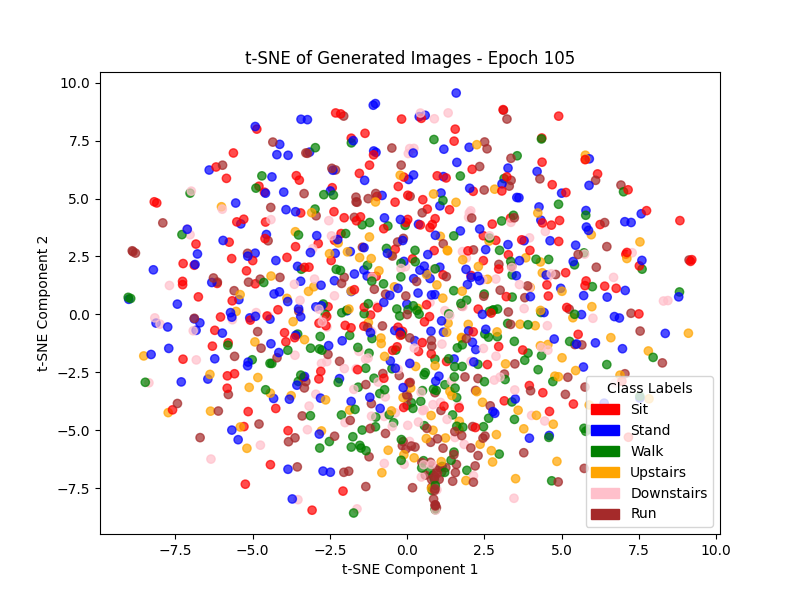 t-SNE of Generated Images - Epoch 105
10.0
7.5
5.0
2.5
0.0
−2.5
−5.0
−7.5
t-SNE Component 2
−7.5 −5.0 −2.5 0.0 2.5 5.0 7.5 10.0
t-SNE Component 1
Class Labels
Sit
Stand
Walk
Upstairs
Downstairs
Run